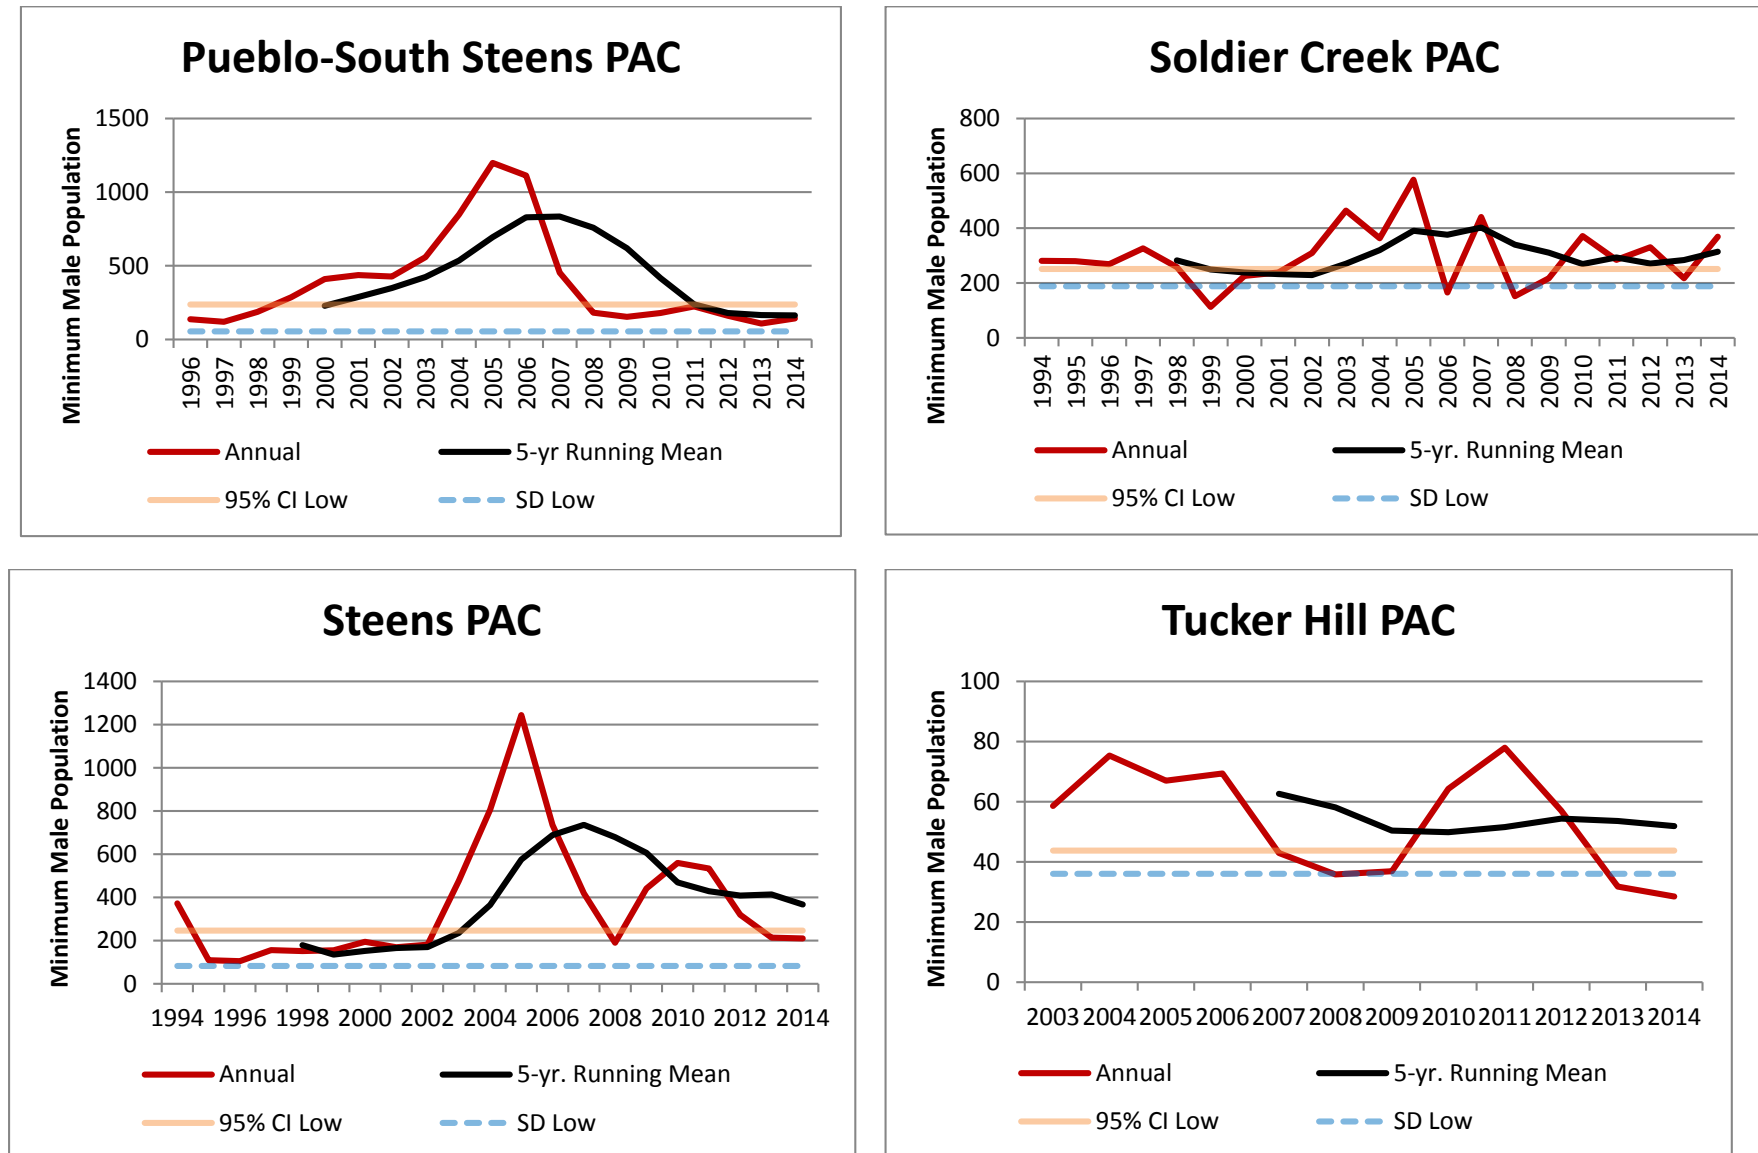 Pueblo-South Steens PAC
Minimum Male Population
1500
1000
500
0
1996 1997 1998 1999 2000 2001 2002 2003 2004 2005 2006 2007 2008 2009 2010 2011 2012 2013 2014
Annual 5-yr Running Mean
95% CI Low SD Low
Soldier Creek PAC
Minimum Male Population
800
600
400
200
0
1994 1995 1996 1997 1998 1999 2000 2001 2002 2003 2004 2005 2006 2007 2008 2009 2010 2011 2012 2013 2014
Annual 5-yr. Running Mean
95% CI Low SD Low
Steens PAC
Minimum Male Population
1400
1200
1000
800
600
400
200
0
1994 1996 1998 2000 2002 2004 2006 2008 2010 2012 2014
Annual 5-yr. Running Mean
95% CI Low SD Low
Tucker Hill PAC
Minimum Male Population
100
80
60
40
20
0
2003 2004 2005 2006 2007 2008 2009 2010 2011 2012 2013 2014
Annual 5-yr. Running Mean
95% CI Low SD Low